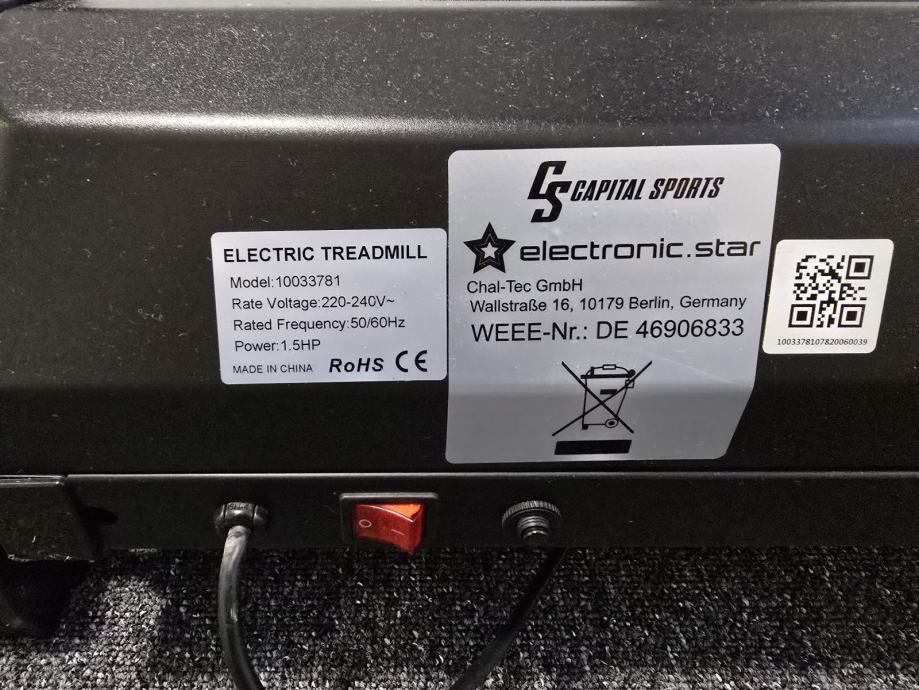 ELECTRIC TREADMILL
Model:10033781
Rate Voltage:220-240V~
Rated Frequency:50/60Hz
Power:1.5HP
MADE IN CHINA RoHS CE
CS CAPITAL SPORTS
electronic.star
Chal-Tec GmbH
Wallstraße 16, 10179 Berlin, Germany
WEEE-Nr.: DE 46906833
1003378107820060039